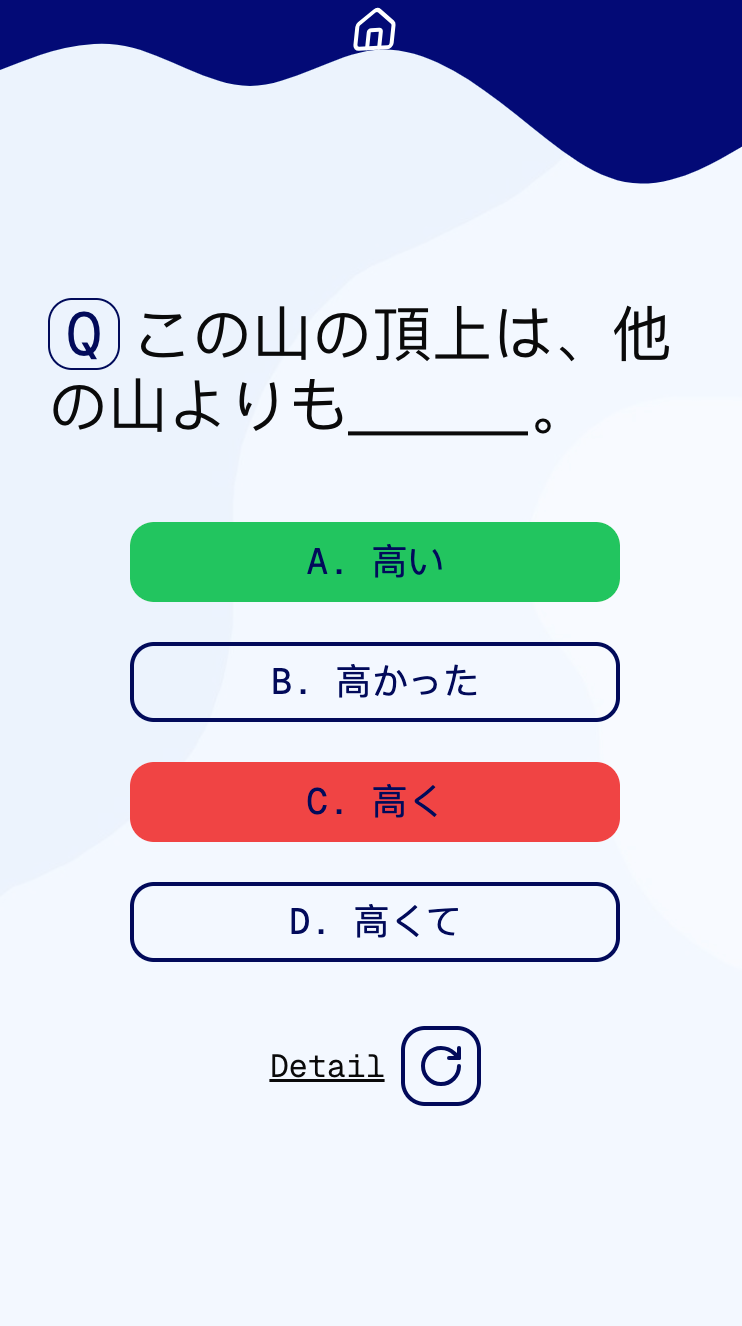 Q この山の頂上は、他
の山よりも______。
A. 高い
B. 高かった
C. 高く
D. 高くて
Detail